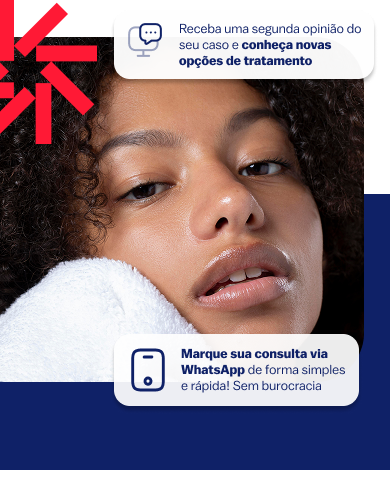 Receba uma segunda opinião do
seu caso e conheça novas
opções de tratamento
Marque sua consulta via
WhatsApp de forma simples
e rápida! Sem burocracia